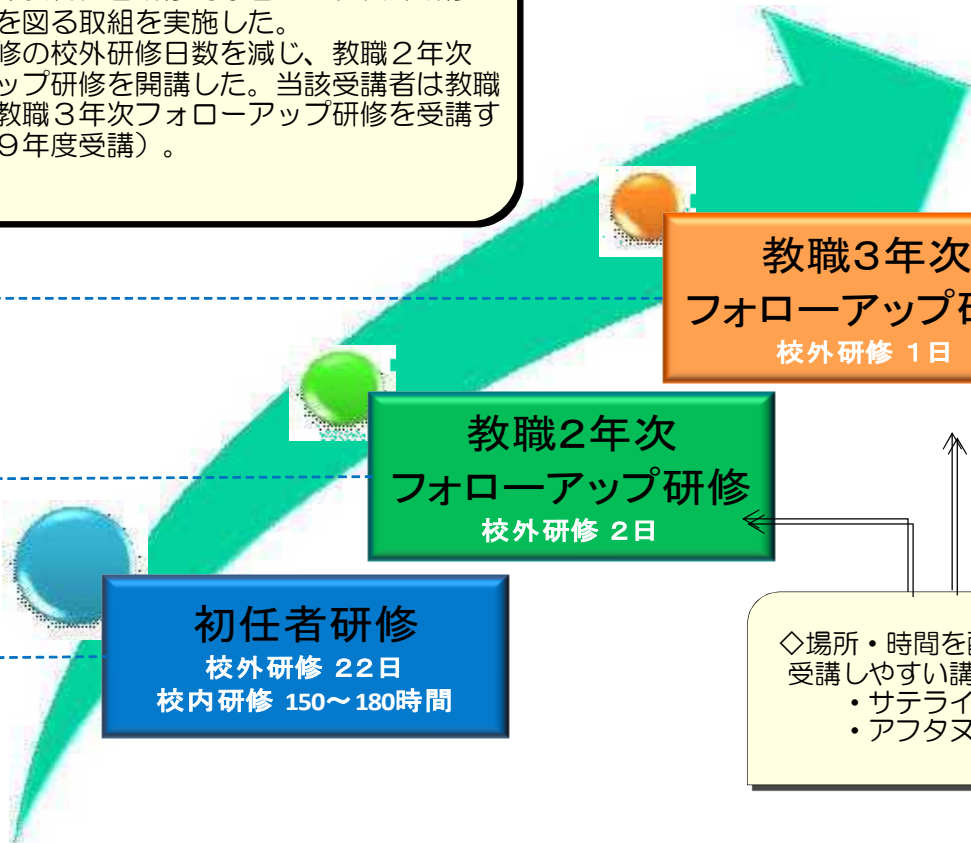 を図る取組を実施した。
修の校外研修日数を減じ、教職２年次
ップ研修を開講した。当該受講者は教職
教職３年次フォローアップ研修を受講す
９年度受講）。
教職3年次
フォローアップ
校外研修 1日
教職2年次
フォローアップ研修
校外研修 2日
初任者研修
校外研修 22日
校内研修 150～180時間
◇場所・時間を
受講しやすい講
・サテライ
・アフタヌ